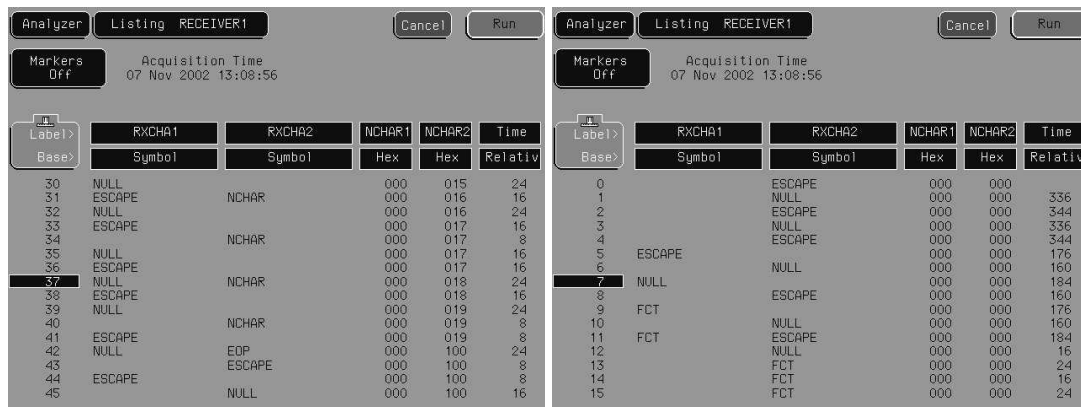 Analyzer Listing RECEIVER1 Cancel Run
Markers Off Acquisition Time
07 Nov 2002 13:08:56
Label> RXCHA1 RXCHA2 NCHAR1 NCHAR2 Time
Base> Symbol Symbol Hex Hex Relativ
30 NULL 000 015 24
31 ESCAPE NCHAR 000 016 16
32 NULL 000 016 24
33 ESCAPE 000 017 16
34 NCHAR 000 017 8
35 NULL 000 017 16
36 ESCAPE 000 017 16
37 NULL NCHAR 000 018 24
38 ESCAPE 000 018 16
39 NULL 000 019 24
40 NCHAR 000 019 8
41 ESCAPE 000 019 8
42 NULL EOP 000 100 24
43 ESCAPE 000 100 8
44 ESCAPE 000 100 8
45 NULL 000 100 16
Analyzer Listing RECEIVER1 Cancel Run
Markers Off Acquisition Time
07 Nov 2002 13:08:56
Label> RXCHA1 RXCHA2 NCHAR1 NCHAR2 Time
Base> Symbol Symbol Hex Hex Relativ
0 ESCAPE 000 000
1 NULL 000 000 336
2 ESCAPE 000 000 344
3 NULL 000 000 336
4 ESCAPE 000 000 344
5 ESCAPE 000 000 176
6 NULL 000 000 160
7 NULL 000 000 184
8 ESCAPE 000 000 160
9 FCT 000 000 176
10 NULL 000 000 160
11 FCT ESCAPE 000 000 184
12 NULL 000 000 16
13 FCT 000 000 24
14 FCT 000 000 16
15 FCT 000 000 24